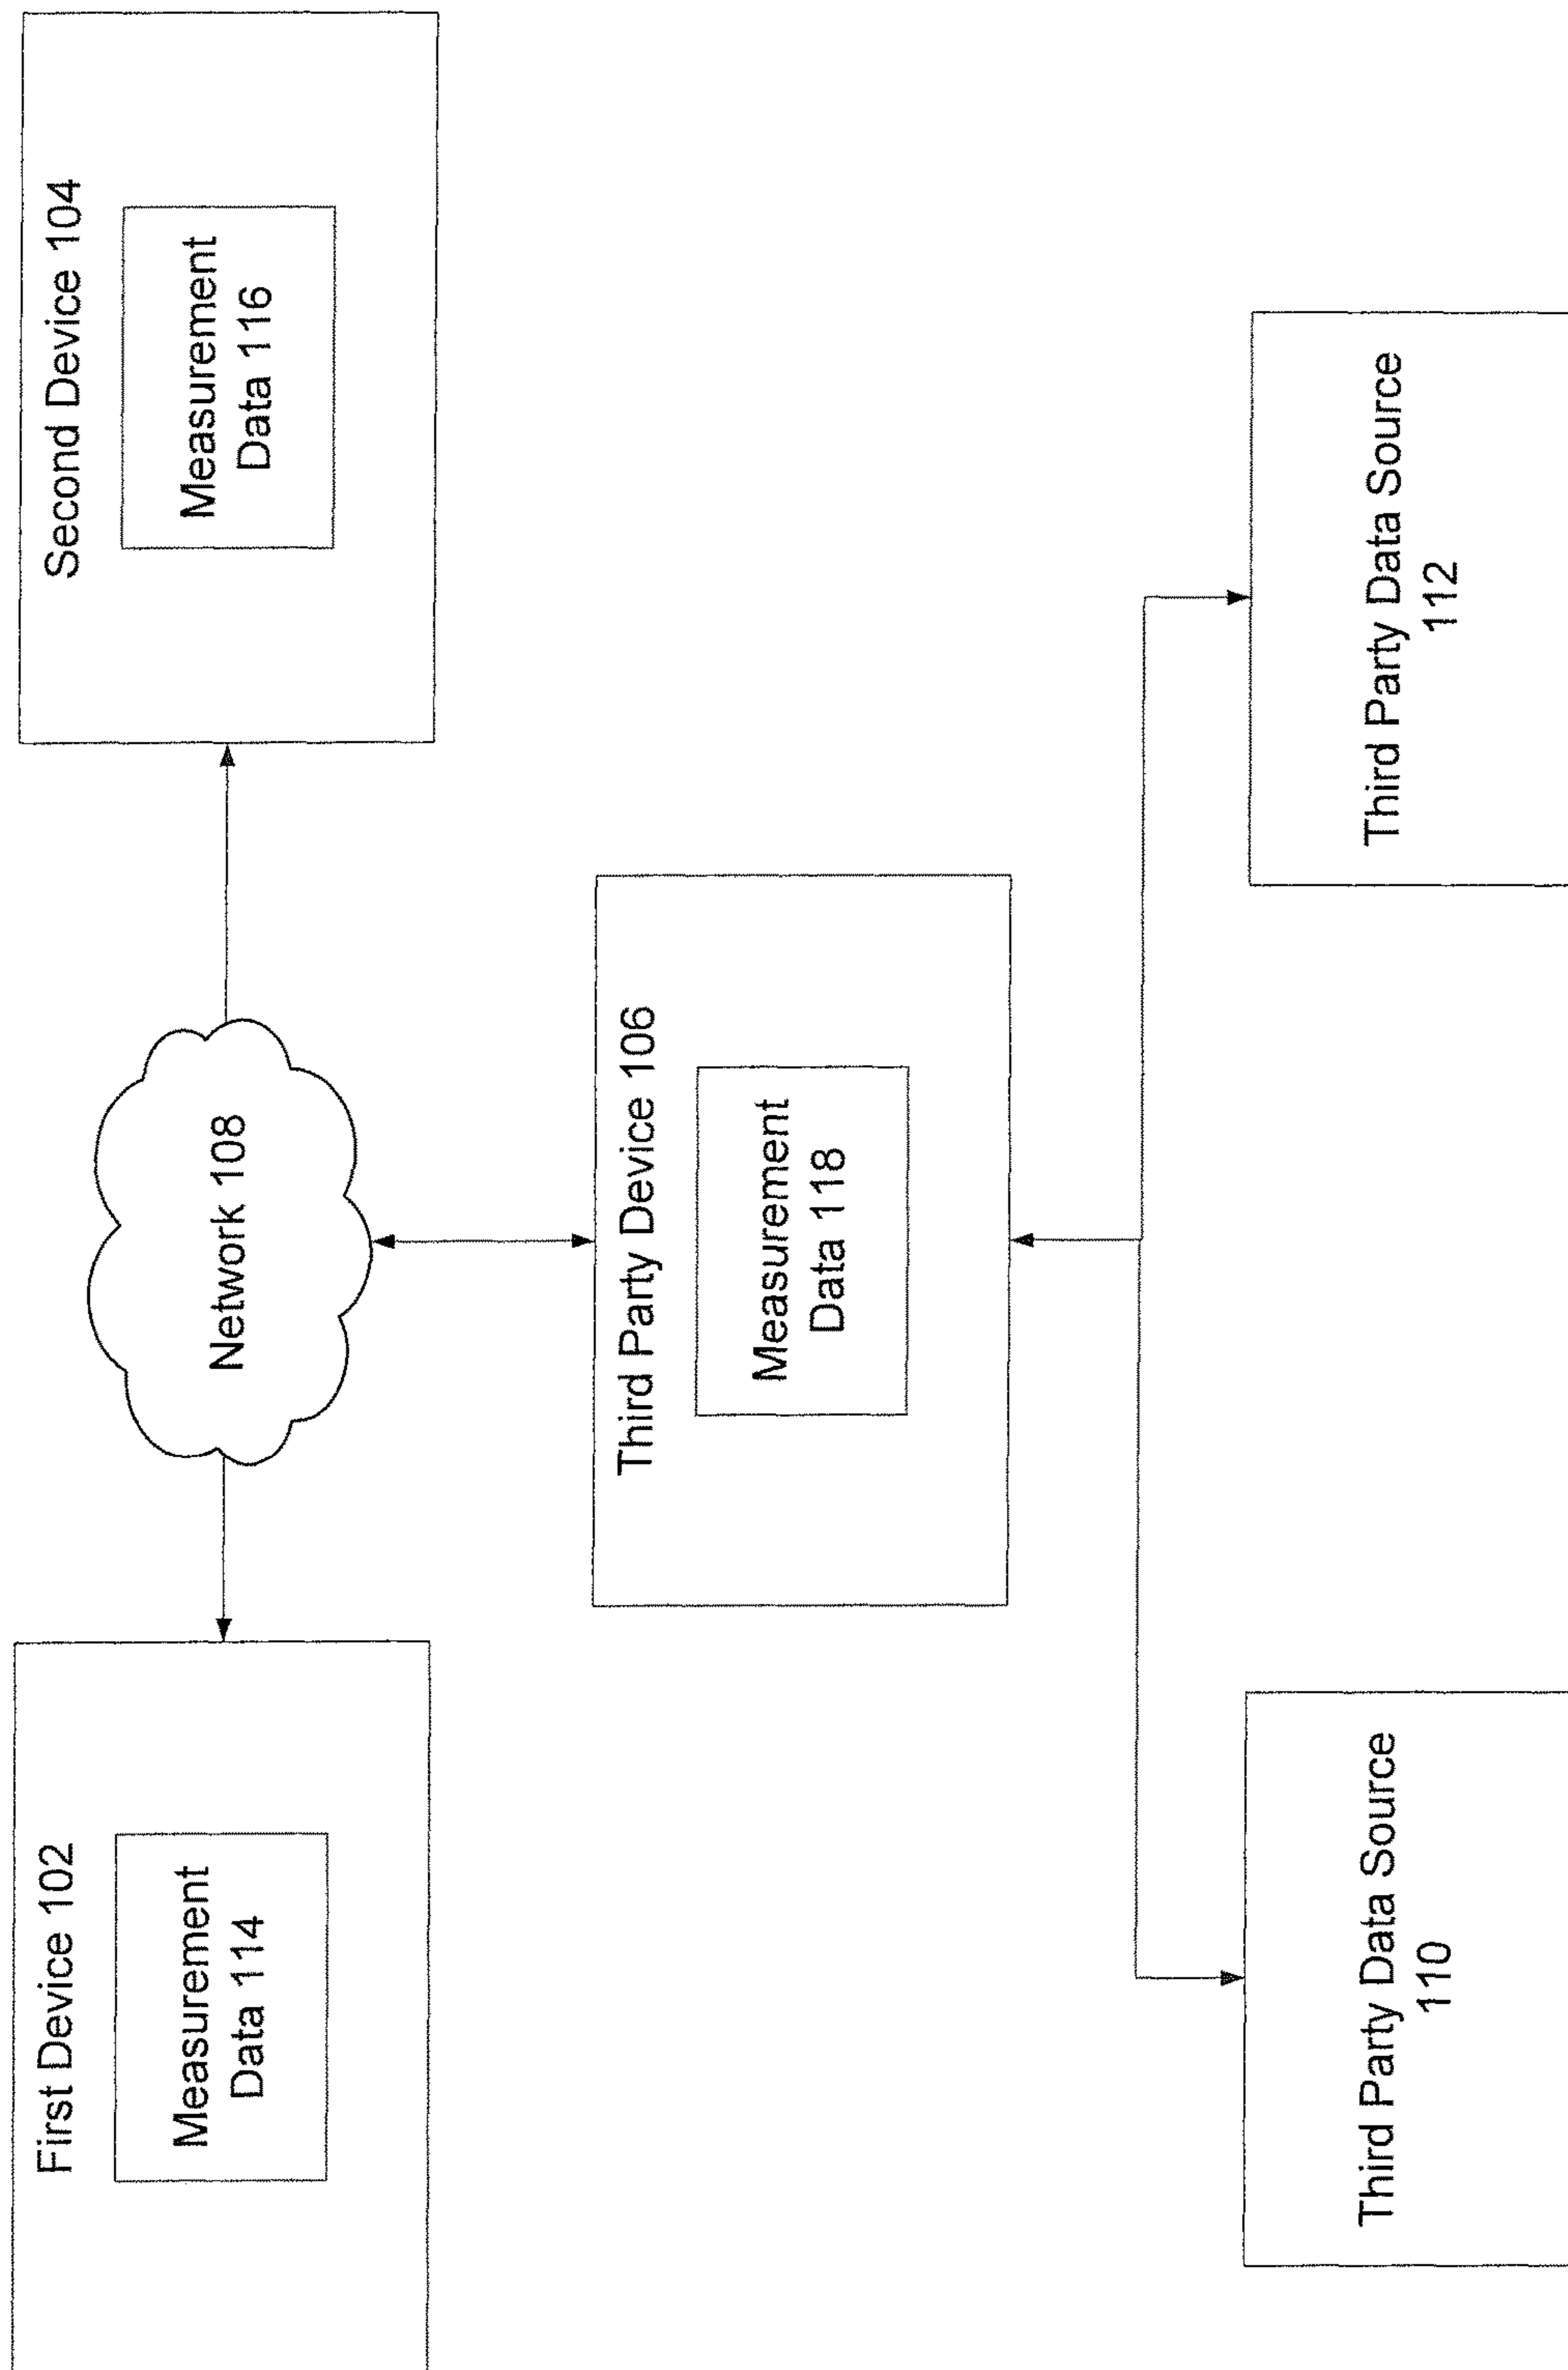 First Device 102
Measurement
Data 114
Network 108
Second Device 104
Measurement
Data 116
Third Party Device 106
Measurement
Data 118
Third Party Data Source
110
Third Party Data Source
112